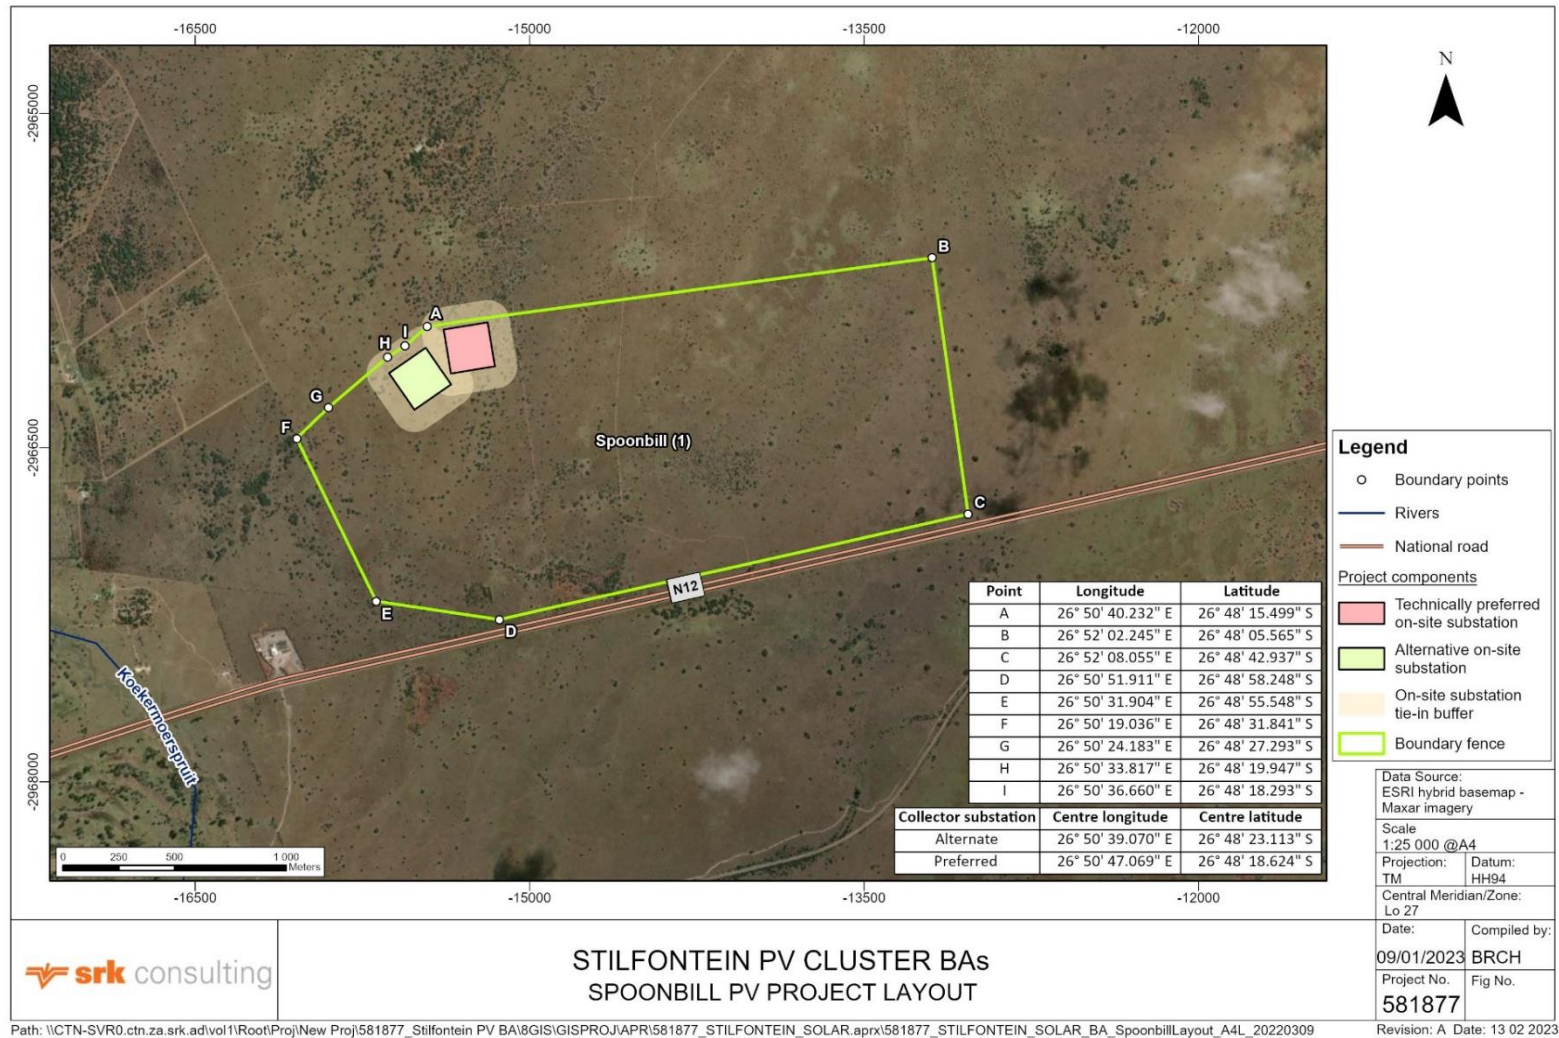 -16500 -15000 -13500 -12000
N
-2965000
-2966500
-2968000
A
B
I
H
G
F
Spoonbill (1)
C
E
D
N12
Koekermoerspruit
Legend
Boundary points
Rivers
National road
Project components
Technically preferred
on-site substation
Alternative on-site
substation
On-site substation
tie-in buffer
Boundary fence
Point Longitude Latitude
A 26° 50' 40.232" E 26° 48' 15.499" S
B 26° 52' 02.245" E 26° 48' 05.565" S
C 26° 52' 08.055" E 26° 48' 42.937" S
D 26° 50' 51.911" E 26° 48' 58.248" S
E 26° 50' 31.904" E 26° 48' 55.548" S
F 26° 50' 19.036" E 26° 48' 31.841" S
G 26° 50' 24.183" E 26° 48' 27.293" S
H 26° 50' 33.817" E 26° 48' 19.947" S
I 26° 50' 36.660" E 26° 48' 18.293" S
Collector substation Centre longitude Centre latitude
Alternate 26° 50' 39.070" E 26° 48' 23.113" S
Preferred 26° 50' 47.069" E 26° 48' 18.624" S
0 250 500 1 000
Meters
-16500 -15000 -13500 -12000
Data Source:
ESRI hybrid basemap -
Maxar imagery
Scale
1:25 000 @A4
Projection: Datum:
TM HH94
Central Meridian/Zone:
Lo 27
Date: Compiled by:
09/01/2023 BRCH
Project No. Fig No.
581877
srk consulting
STILFONTEIN PV CLUSTER BAs
SPOONBILL PV PROJECT LAYOUT
Path: \\CTN-SVR0.ctn.za.srk.ad\vol1\Root\Proj\New Proj\581877_Stilfontein PV BA\8GIS\GISPROJ\APR\581877_STILFONTEIN_SOLAR.aprx\581877_STILFONTEIN_SOLAR_BA_SpoonbillLayout_A4L_20220309
Revision: A Date: 13 02 2023